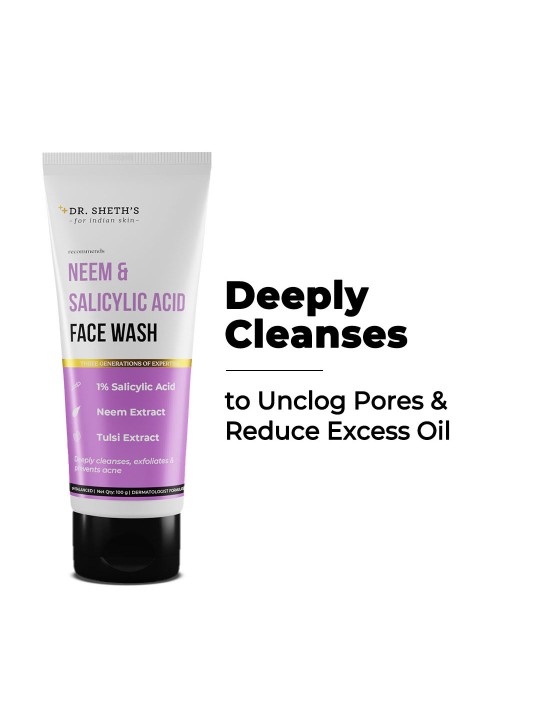 DR. SHETH'S
-for indian skin-
recommends
NEEM &
SALICYLIC ACID
FACE WASH
THREE GENERATIONS OF EXPERTISE
1% Salicylic Acid
Neem Extract
Tulsi Extract
Deeply cleanses, exfoliates &
prevents acne
BALANCED | Net Qty: 100 g | DERMATOLOGIST FORMULATED
Deeply
Cleanses
to Unclog Pores &
Reduce Excess Oil